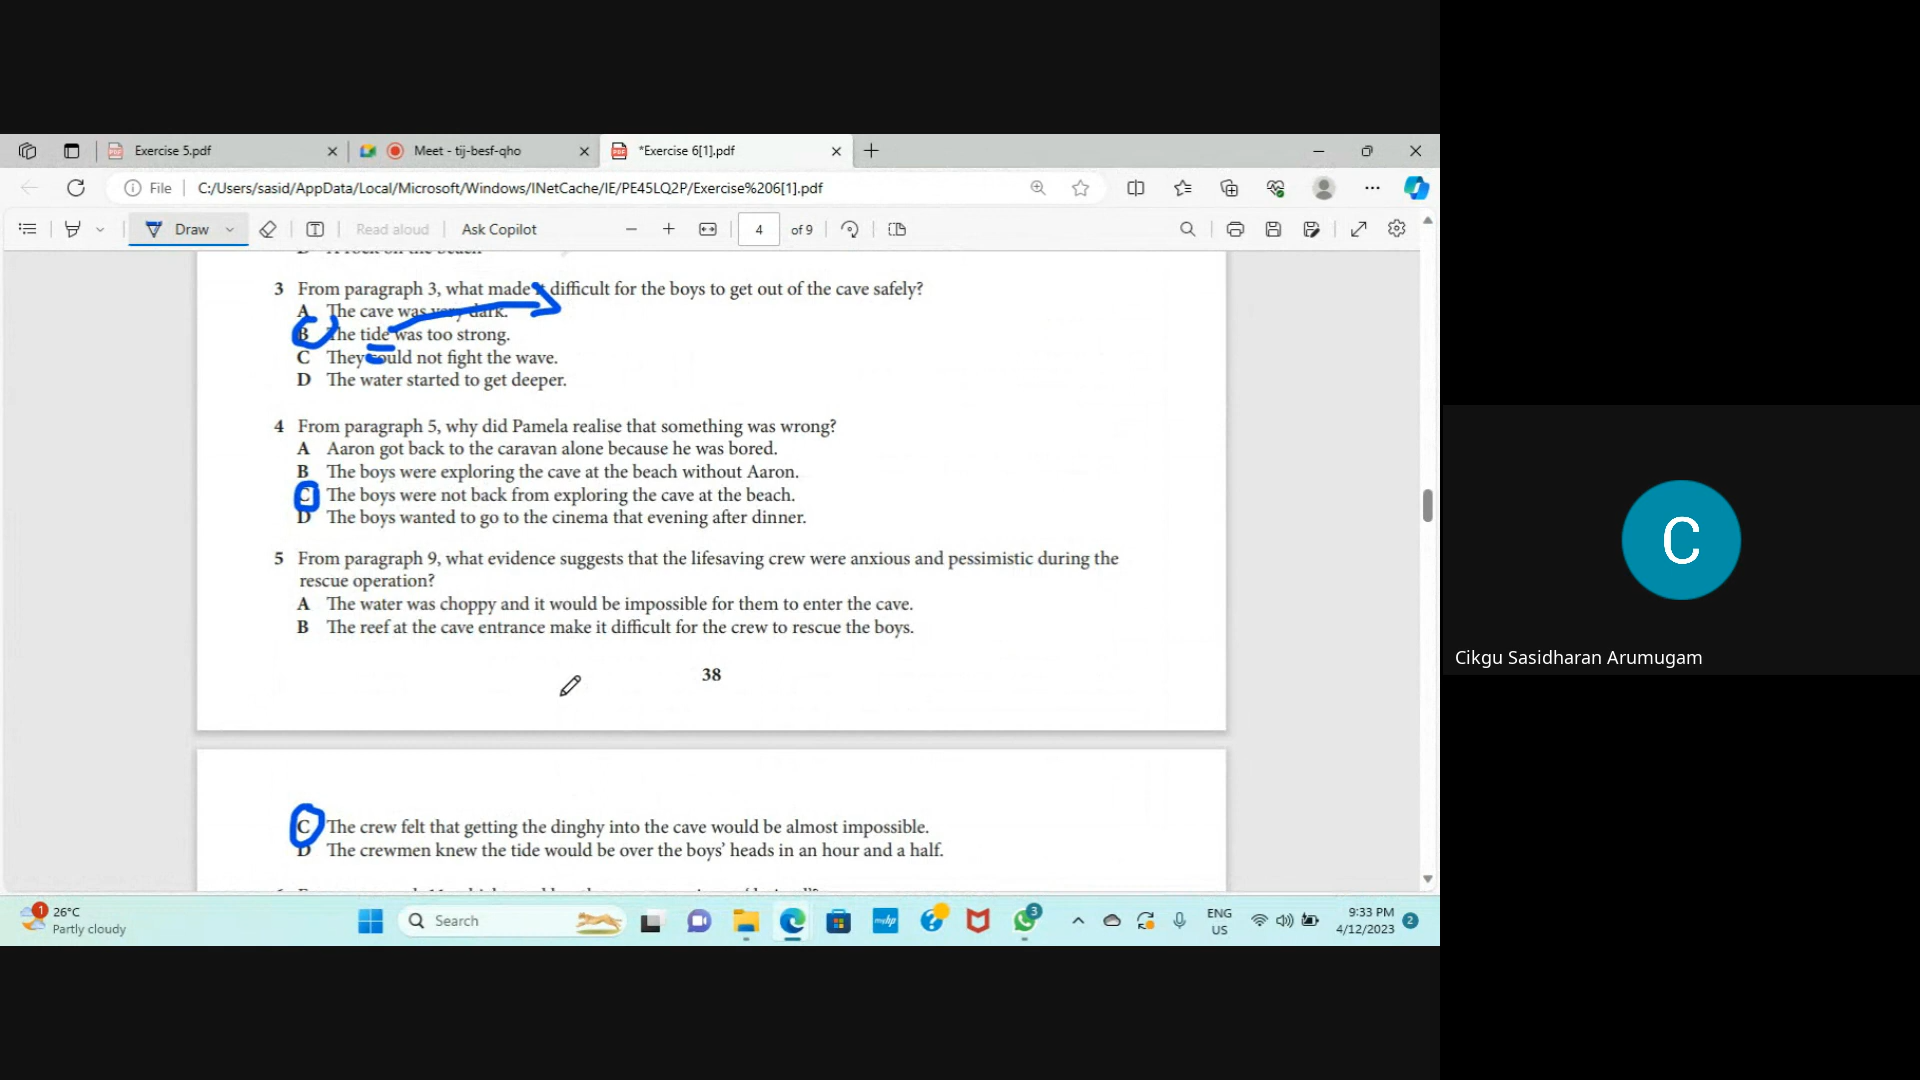 Exercise 5.pdf
Meet - tij-besf-qho
*Exercise 6[1].pdf
File
C:/Users/sasid/AppData/Local/Microsoft/Windows/INetCache/IE/PE45LQ2P/Exercise%206[1].pdf
Draw
Read aloud
Ask Copilot
4
of 9
3 From paragraph 3, what made it difficult for the boys to get out of the cave safely?
A The cave was very dark.
B The tide was too strong.
C They could not fight the wave.
D The water started to get deeper.
4 From paragraph 5, why did Pamela realise that something was wrong?
A Aaron got back to the caravan alone because he was bored.
B The boys were exploring the cave at the beach without Aaron.
C The boys were not back from exploring the cave at the beach.
D The boys wanted to go to the cinema that evening after dinner.
5 From paragraph 9, what evidence suggests that the lifesaving crew were anxious and pessimistic during the
rescue operation?
A The water was choppy and it would be impossible for them to enter the cave.
B The reef at the cave entrance make it difficult for the crew to rescue the boys.
38
C The crew felt that getting the dinghy into the cave would be almost impossible.
D The crewmen knew the tide would be over the boys' heads in an hour and a half.
C
Cikgu Sasidharan Arumugam
1
26°C
Partly cloudy
Search
myhp
3
ENG
US
9:33 PM
4/12/2023
2